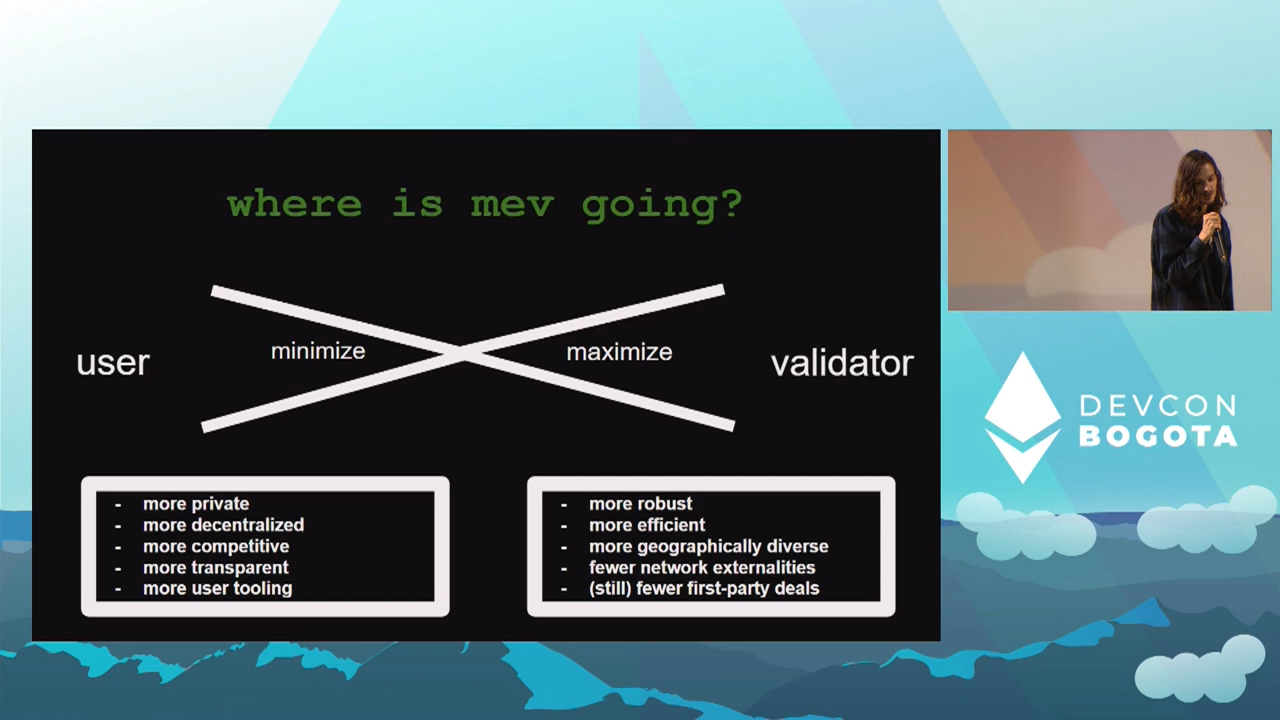 where is mev going?
user
minimize
maximize
validator
- more private
- more decentralized
- more competitive
- more transparent
- more user tooling
- more robust
- more efficient
- more geographically diverse
- fewer network externalities
- (still) fewer first-party deals
DEVCON
BOGOTA